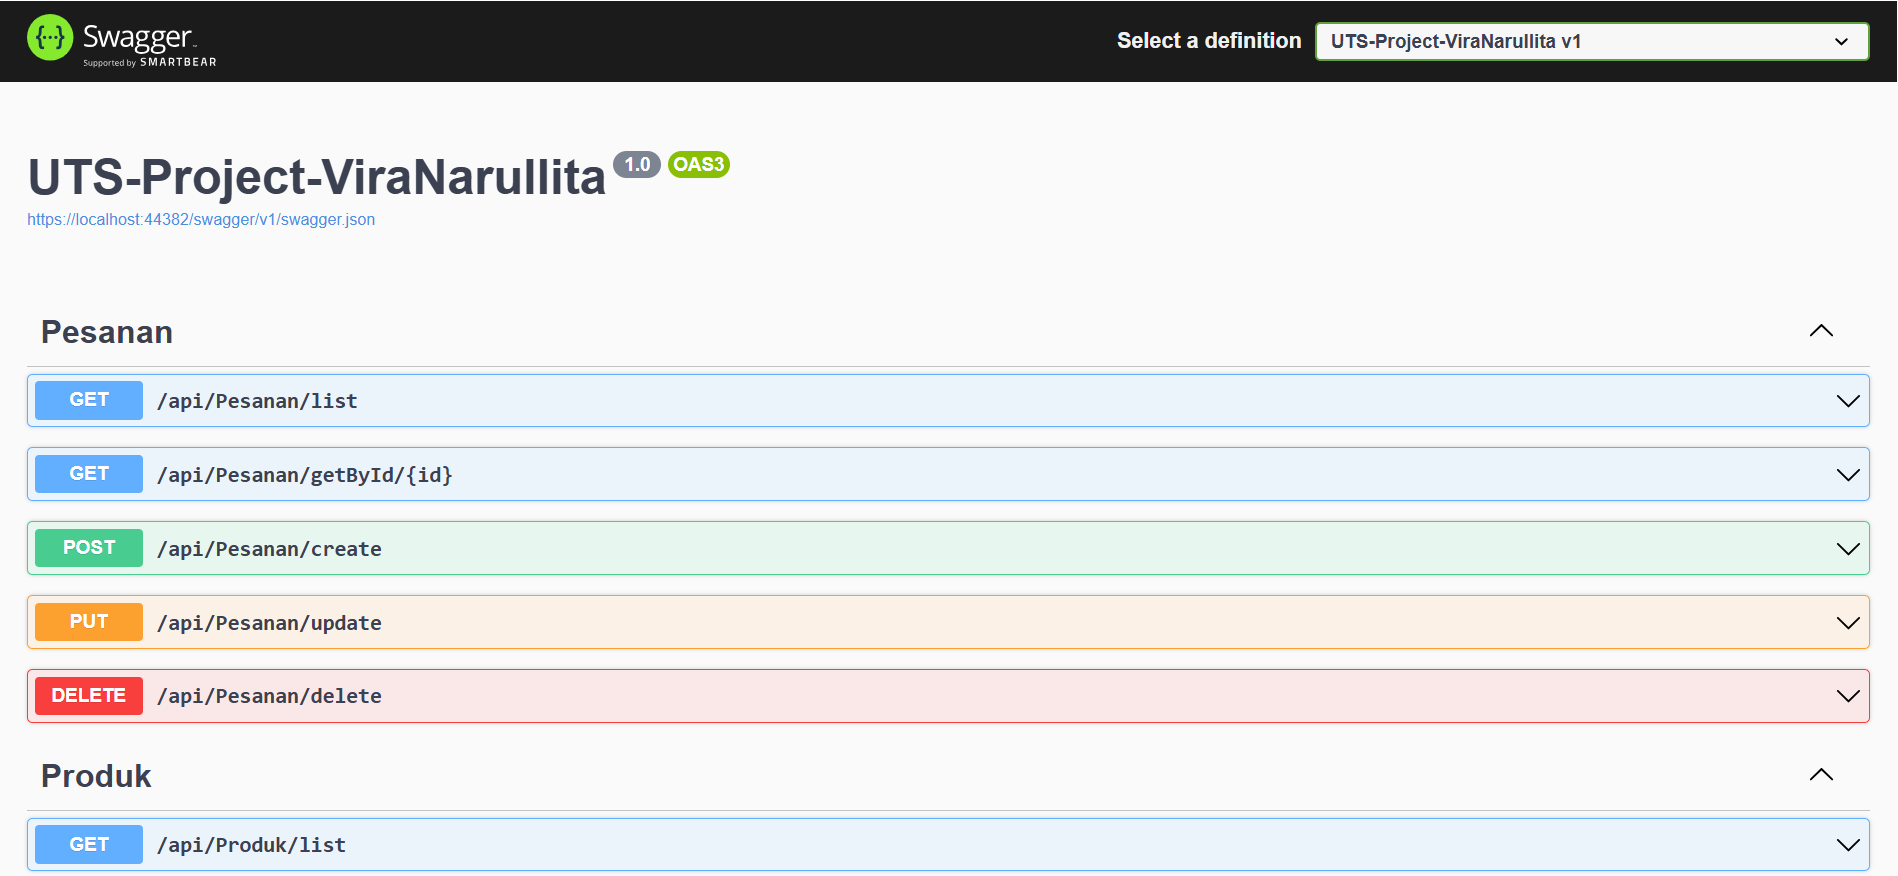 Swagger
Supported by SMARTBEAR
Select a definition
UTS-Project-ViraNarullita v1
UTS-Project-ViraNarullita 1.0 OAS3
https://localhost:44382/swagger/v1/swagger.json
Pesanan
GET /api/Pesanan/list
GET /api/Pesanan/getById/{id}
POST /api/Pesanan/create
PUT /api/Pesanan/update
DELETE /api/Pesanan/delete
Produk
GET /api/Produk/list